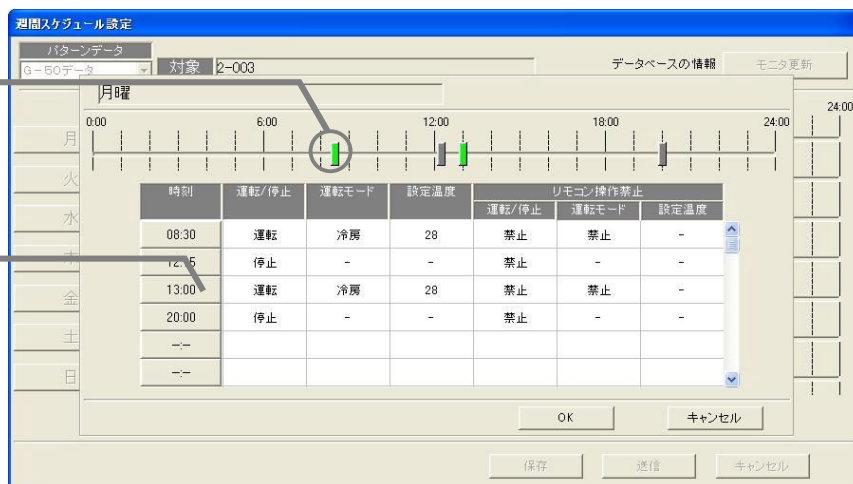 週間スケジュール設定
パターンデータ
G-50データ 対象 2-003 データベースの情報 モニタ更新
月曜
0:00 6:00 12:00 18:00 24:00 24:00
月
火
水
金
土
日
時刻 運転/停止 運転モード 設定温度 リモコン操作禁止
運転/停止 運転モード 設定温度
08:30 運転 冷房 28 禁止 禁止 -
停止 - - 禁止 - -
13:00 運転 冷房 28 禁止 禁止 -
20:00 停止 - - 禁止 - -
--:--
--:--
OK キャンセル
保存 送信 キャンセル